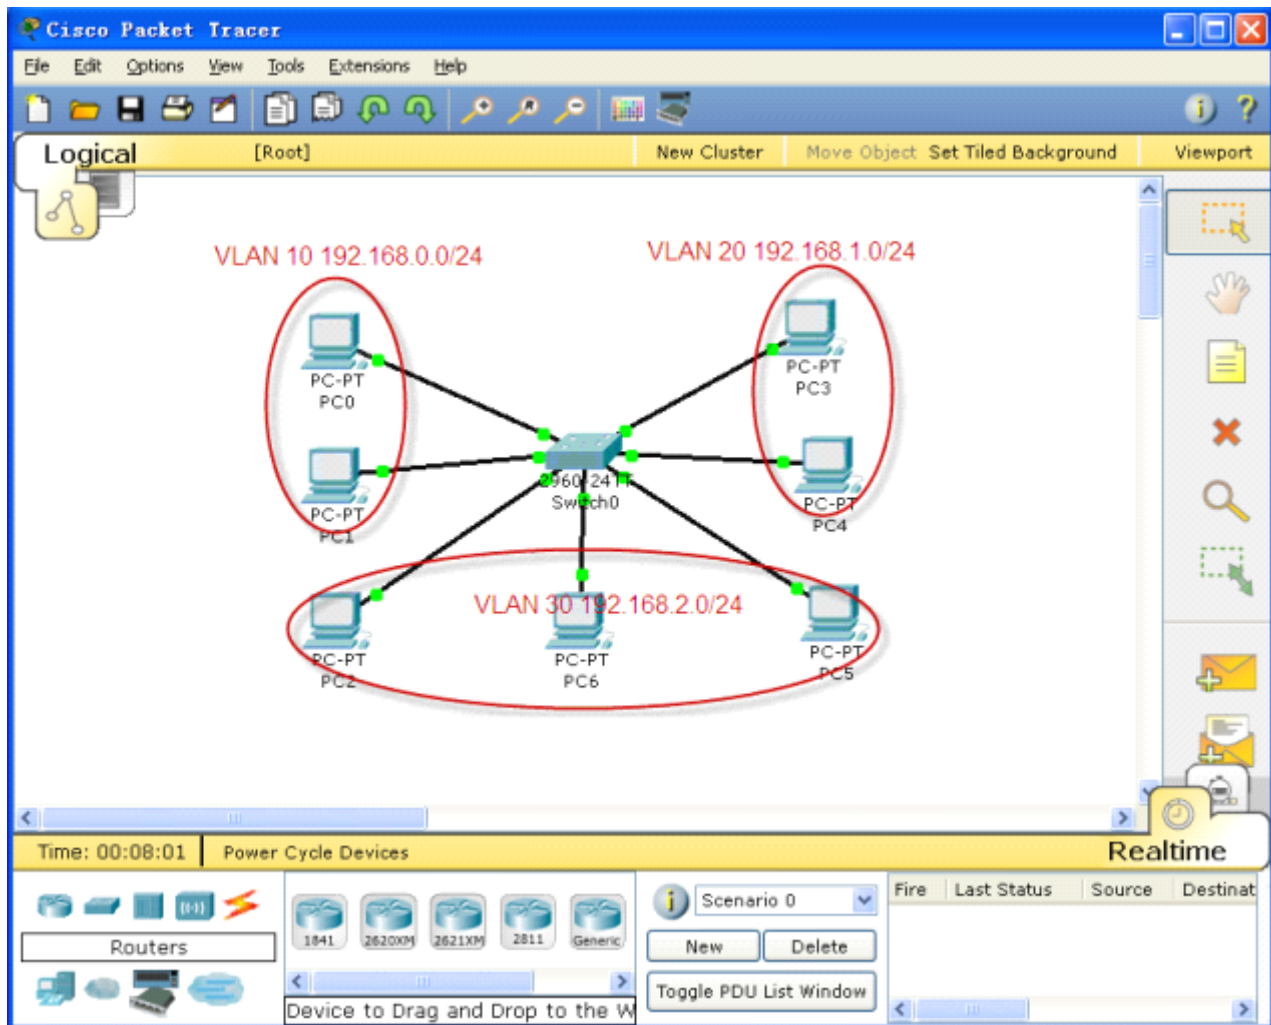 Cisco Packet Tracer
File Edit Options View Tools Extensions Help
Logical [Root] New Cluster Move Object Set Tiled Background Viewport
VLAN 10 192.168.0.0/24
VLAN 20 192.168.1.0/24
PC-PT
PC0
PC-PT
PC3
2960-24TT
Switch0
PC-PT
PC1
PC-PT
PC4
VLAN 30 192.168.2.0/24
PC-PT
PC2
PC-PT
PC6
PC-PT
PC5
Time: 00:08:01 Power Cycle Devices Realtime
Routers
1841 2620XM 2621XM 2811 Generic
Device to Drag and Drop to the W
Scenario 0
New Delete
Toggle PDU List Window
Fire Last Status Source Destinat